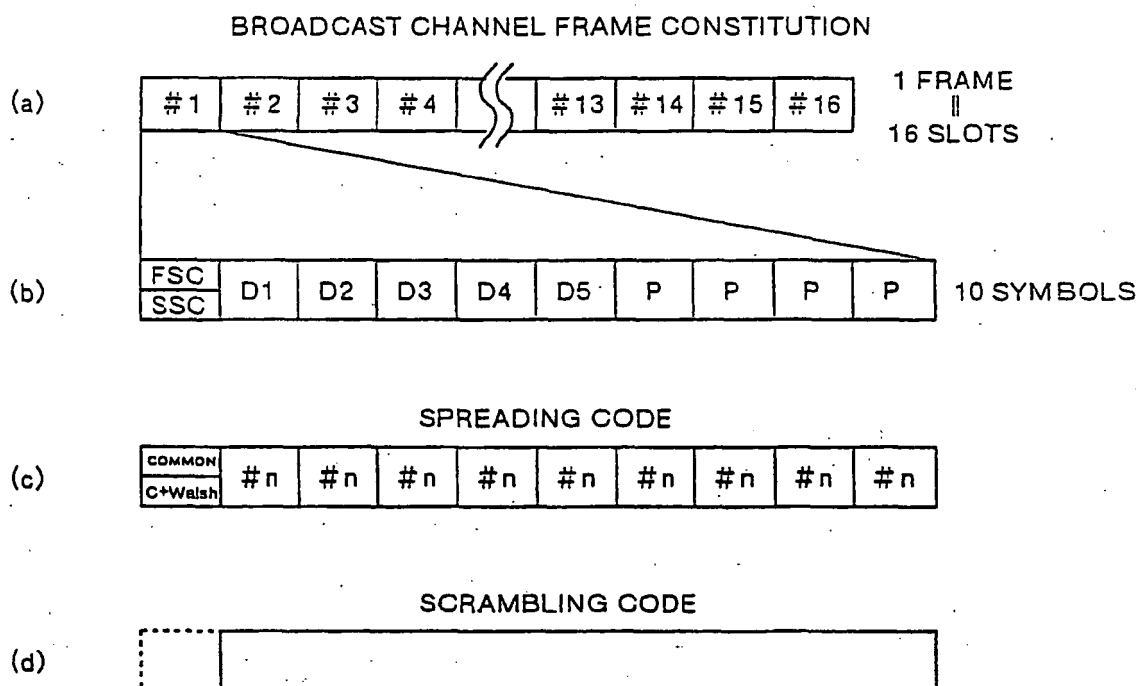 BROADCAST CHANNEL FRAME CONSTITUTION
(a) #1 #2 #3 #4 #13 #14 #15 #16 1 FRAME
||
16 SLOTS
(b) FSC SSC D1 D2 D3 D4 D5 P P P P 10 SYMBOLS
SPREADING CODE
(c) COMMON C+Walsh #n #n #n #n #n #n #n #n #n
SCRAMBLING CODE
(d)